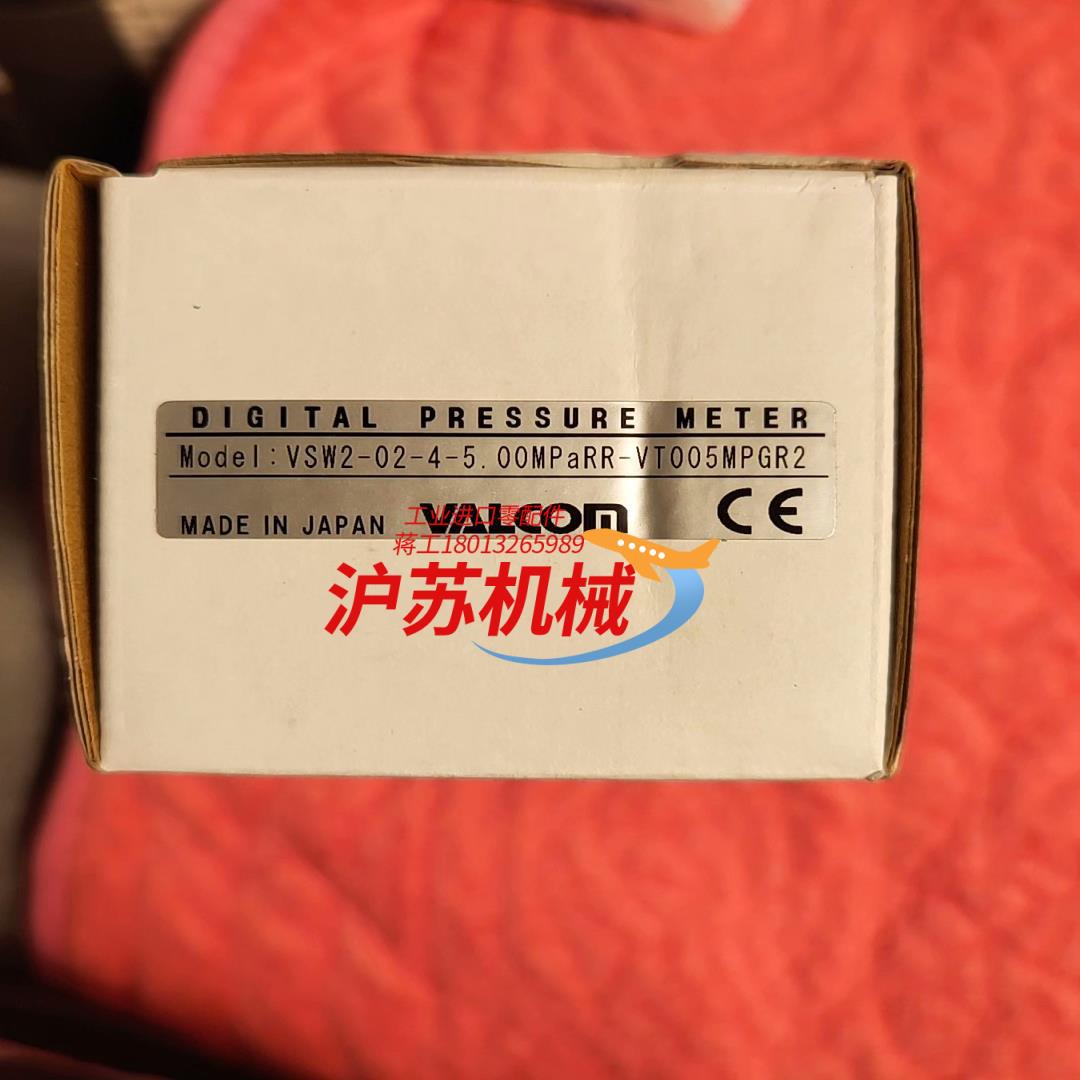 DIGITAL PRESSURE METER
Model:VSW2-02-4-5.00MPaRR-VT005MPGR2
MADE IN JAPAN VALCOM CE
工业进口零配件
蒋工18013265989
沪苏机械